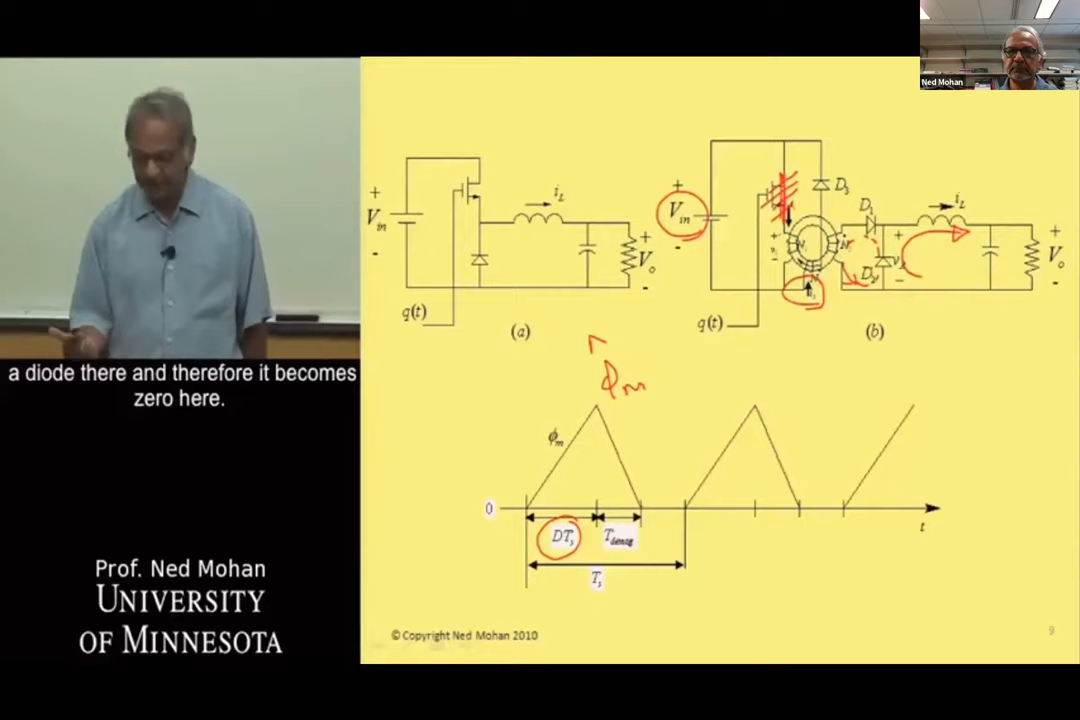 Ned Mohan
a diode there and therefore it becomes
zero here.
Prof. Ned Mohan
UNIVERSITY
OF MINNESOTA
+
V_in
-
i_L
+
V_o
-
q(t)
(a)
+
V_in
-
D_3
D_1
i_L
+
-
D_2
+
V_o
-
q(t)
(b)
ϕ_m
ϕ_m
0
DT_s
T_demag
T_s
t
© Copyright Ned Mohan 2010
9